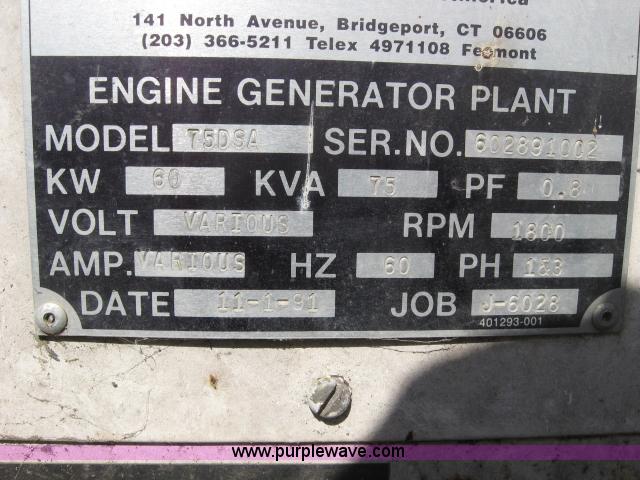 141 North Avenue, Bridgeport, CT 06606
(203) 366-5211 Telex 4971108 Fermont
ENGINE GENERATOR PLANT
MODEL 75DSA SER.NO. 602891002
KW 60 KVA 75 PF 0.8
VOLT VARIOUS RPM 1800
AMP. VARIOUS HZ 60 PH 1&3
DATE 11-1-91 JOB J-6028
401293-001
www.purplewave.com